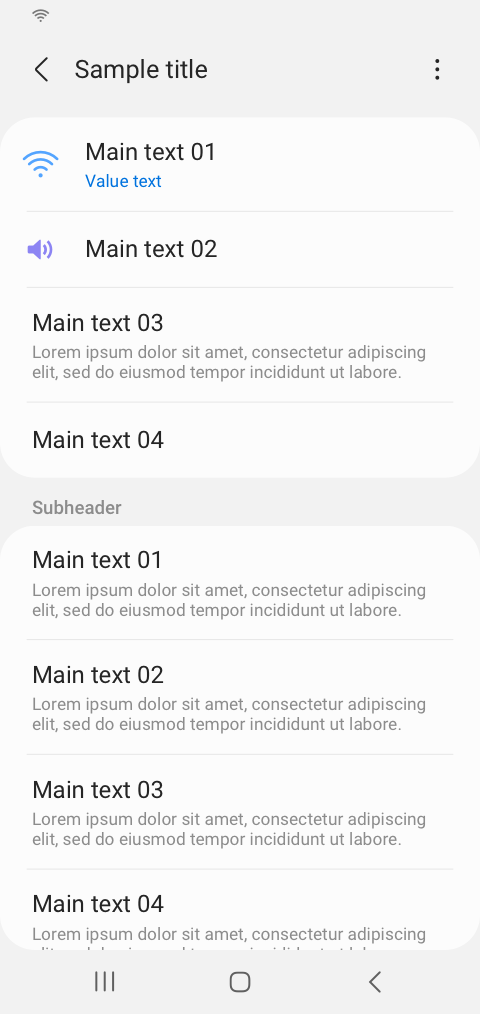 Sample title
Main text 01
Value text
Main text 02
Main text 03
Lorem ipsum dolor sit amet, consectetur adipiscing
elit, sed do eiusmod tempor incididunt ut labore.
Main text 04
Subheader
Main text 01
Lorem ipsum dolor sit amet, consectetur adipiscing
elit, sed do eiusmod tempor incididunt ut labore.
Main text 02
Lorem ipsum dolor sit amet, consectetur adipiscing
elit, sed do eiusmod tempor incididunt ut labore.
Main text 03
Lorem ipsum dolor sit amet, consectetur adipiscing
elit, sed do eiusmod tempor incididunt ut labore.
Main text 04
Lorem ipsum dolor sit amet, consectetur adipiscing